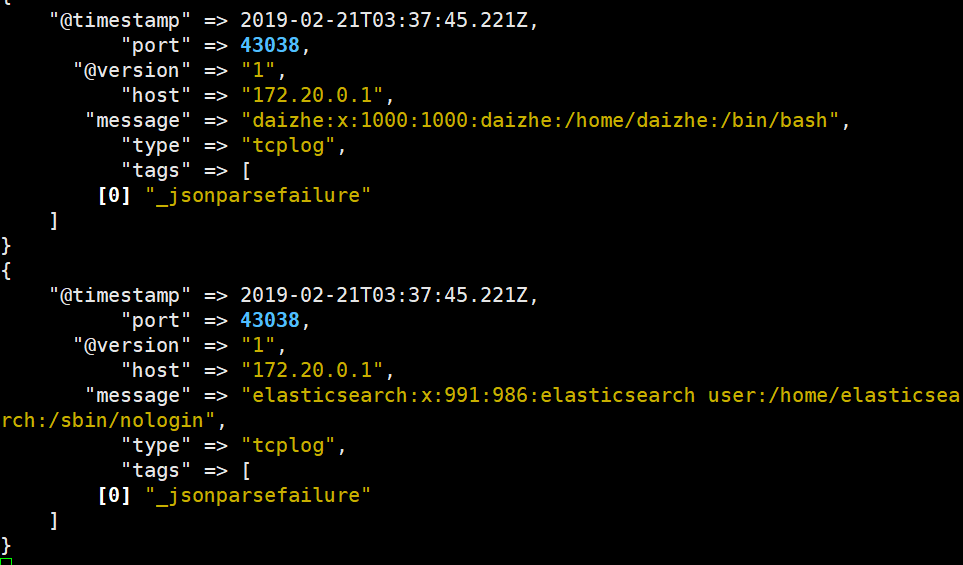 {
"@timestamp" => 2019-02-21T03:37:45.221Z,
"port" => 43038,
"@version" => "1",
"host" => "172.20.0.1",
"message" => "daizhe:x:1000:1000:daizhe:/home/daizhe:/bin/bash",
"type" => "tcplog",
"tags" => [
[0] "_jsonparsefailure"
]
}
{
"@timestamp" => 2019-02-21T03:37:45.221Z,
"port" => 43038,
"@version" => "1",
"host" => "172.20.0.1",
"message" => "elasticsearch:x:991:986:elasticsearch user:/home/elasticsea
rch:/sbin/nologin",
"type" => "tcplog",
"tags" => [
[0] "_jsonparsefailure"
]
}